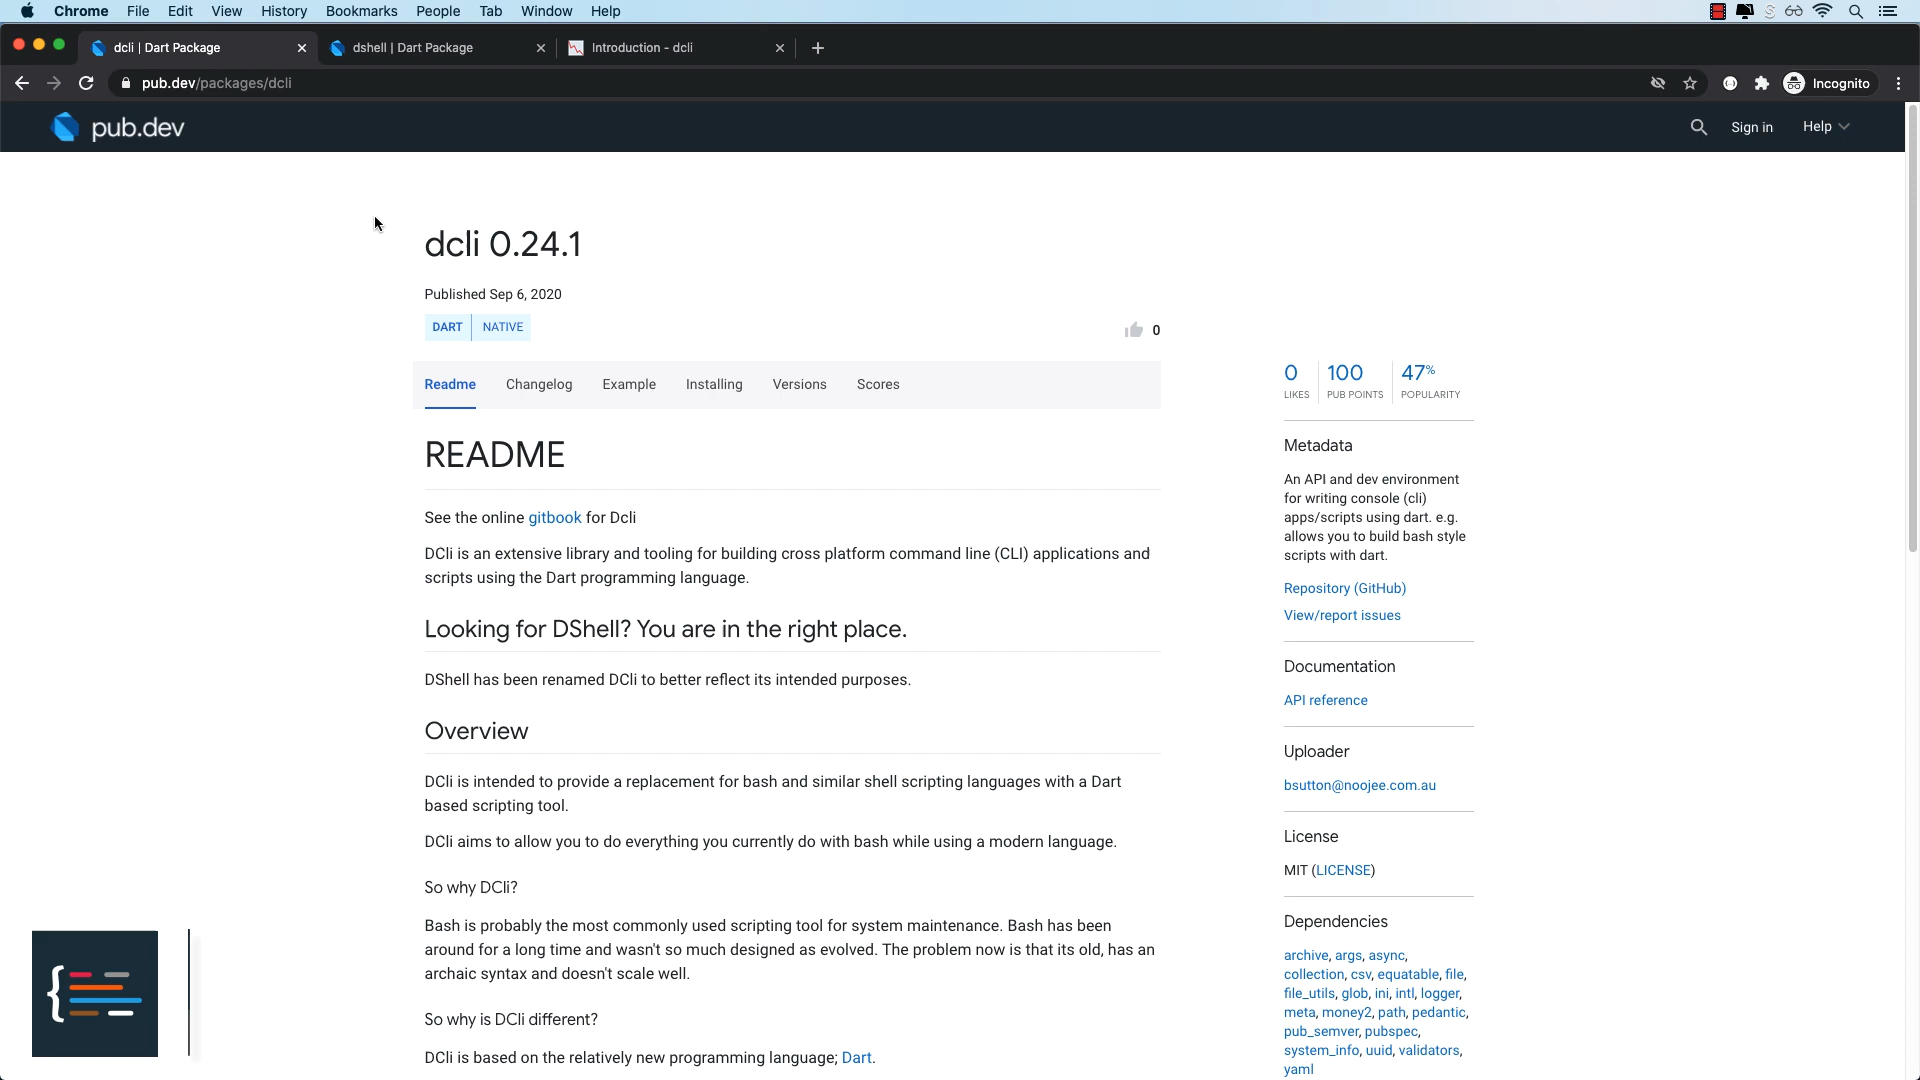 Chrome File Edit View History Bookmarks People Tab Window Help
dcli | Dart Package
dshell | Dart Package
Introduction - dcli
pub.dev/packages/dcli
Incognito
pub.dev
Sign in
Help
dcli 0.24.1
Published Sep 6, 2020
DART NATIVE
0
Readme Changelog Example Installing Versions Scores
README
See the online gitbook for Dcli
DCli is an extensive library and tooling for building cross platform command line (CLI) applications and
scripts using the Dart programming language.
Looking for DShell? You are in the right place.
DShell has been renamed DCli to better reflect its intended purposes.
Overview
DCli is intended to provide a replacement for bash and similar shell scripting languages with a Dart
based scripting tool.
DCli aims to allow you to do everything you currently do with bash while using a modern language.
So why DCli?
Bash is probably the most commonly used scripting tool for system maintenance. Bash has been
around for a long time and wasn't so much designed as evolved. The problem now is that its old, has an
archaic syntax and doesn't scale well.
So why is DCli different?
DCli is based on the relatively new programming language; Dart.
0 100 47%
LIKES PUB POINTS POPULARITY
Metadata
An API and dev environment
for writing console (cli)
apps/scripts using dart. e.g.
allows you to build bash style
scripts with dart.
Repository (GitHub)
View/report issues
Documentation
API reference
Uploader
bsutton@noojee.com.au
License
MIT (LICENSE)
Dependencies
archive, args, async,
collection, csv, equatable, file,
file_utils, glob, ini, intl, logger,
meta, money2, path, pedantic,
pub_semver, pubspec,
system_info, uuid, validators,
yaml